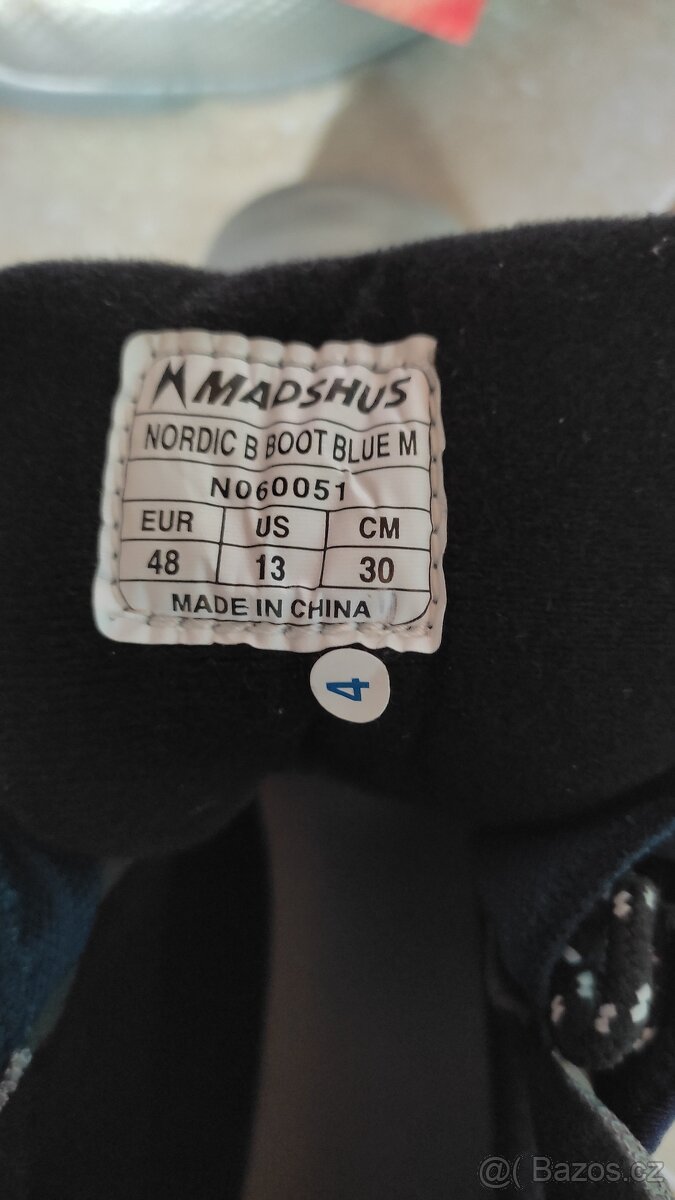 MADSHUS
NORDIC B BOOT BLUE M
N060051
EUR US CM
48 13 30
MADE IN CHINA
4
@( Bazos.cz